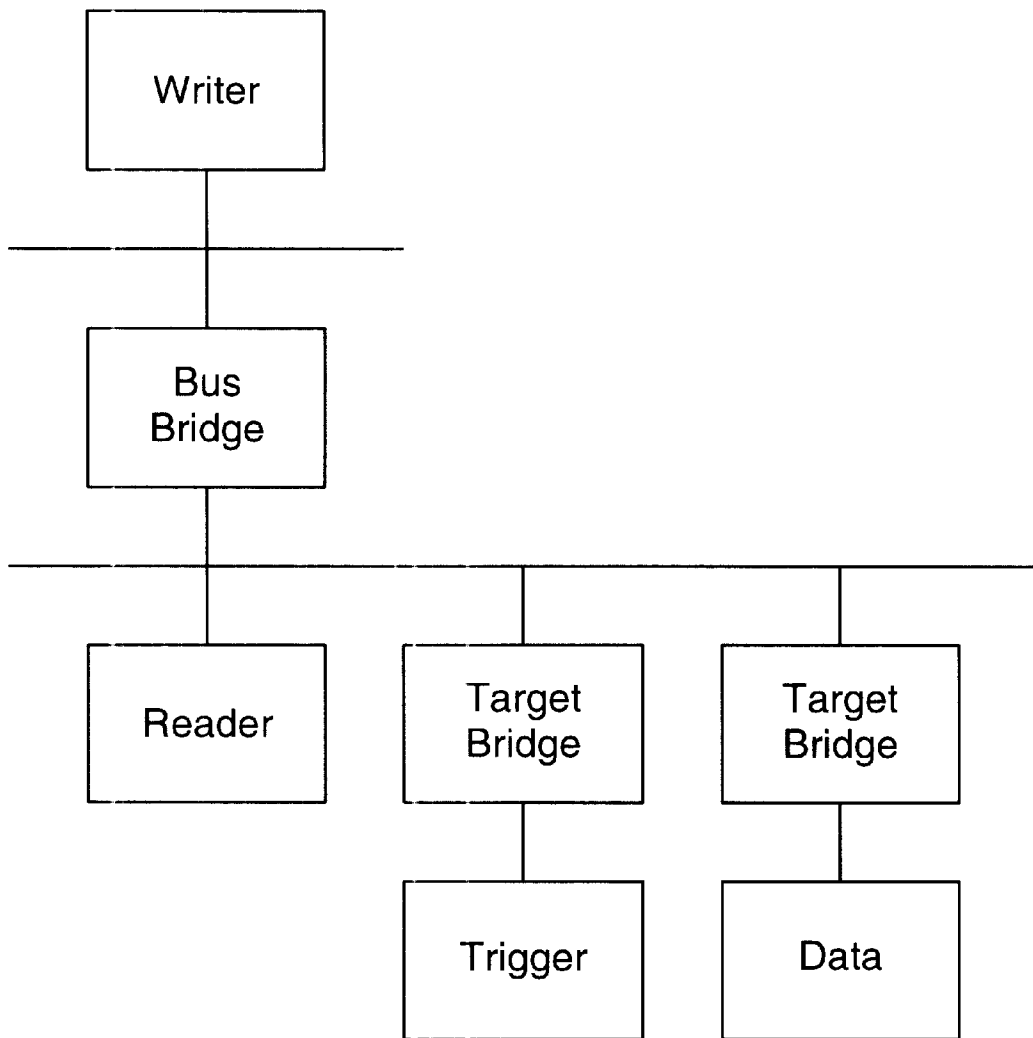 Writer
Bus
Bridge
Reader
Target
Bridge
Target
Bridge
Trigger
Data